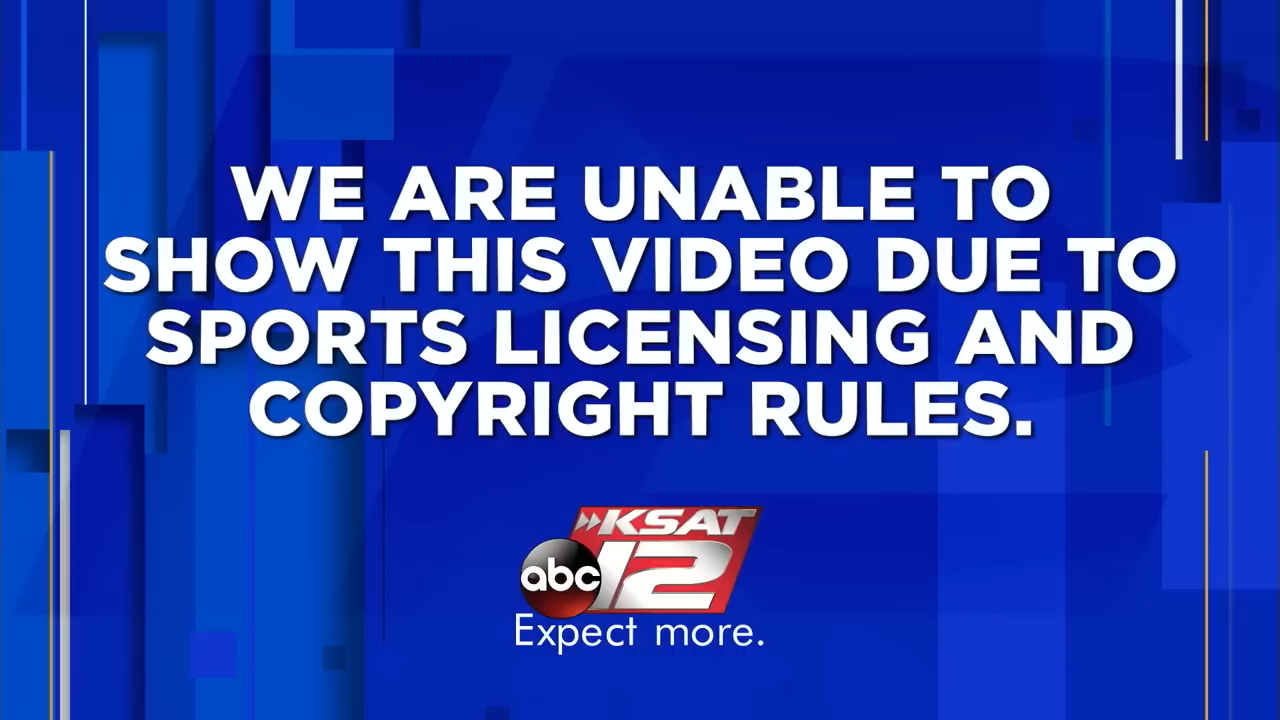 WE ARE UNABLE TO
SHOW THIS VIDEO DUE TO
SPORTS LICENSING AND
COPYRIGHT RULES.
KSAT
abc 12
Expect more.